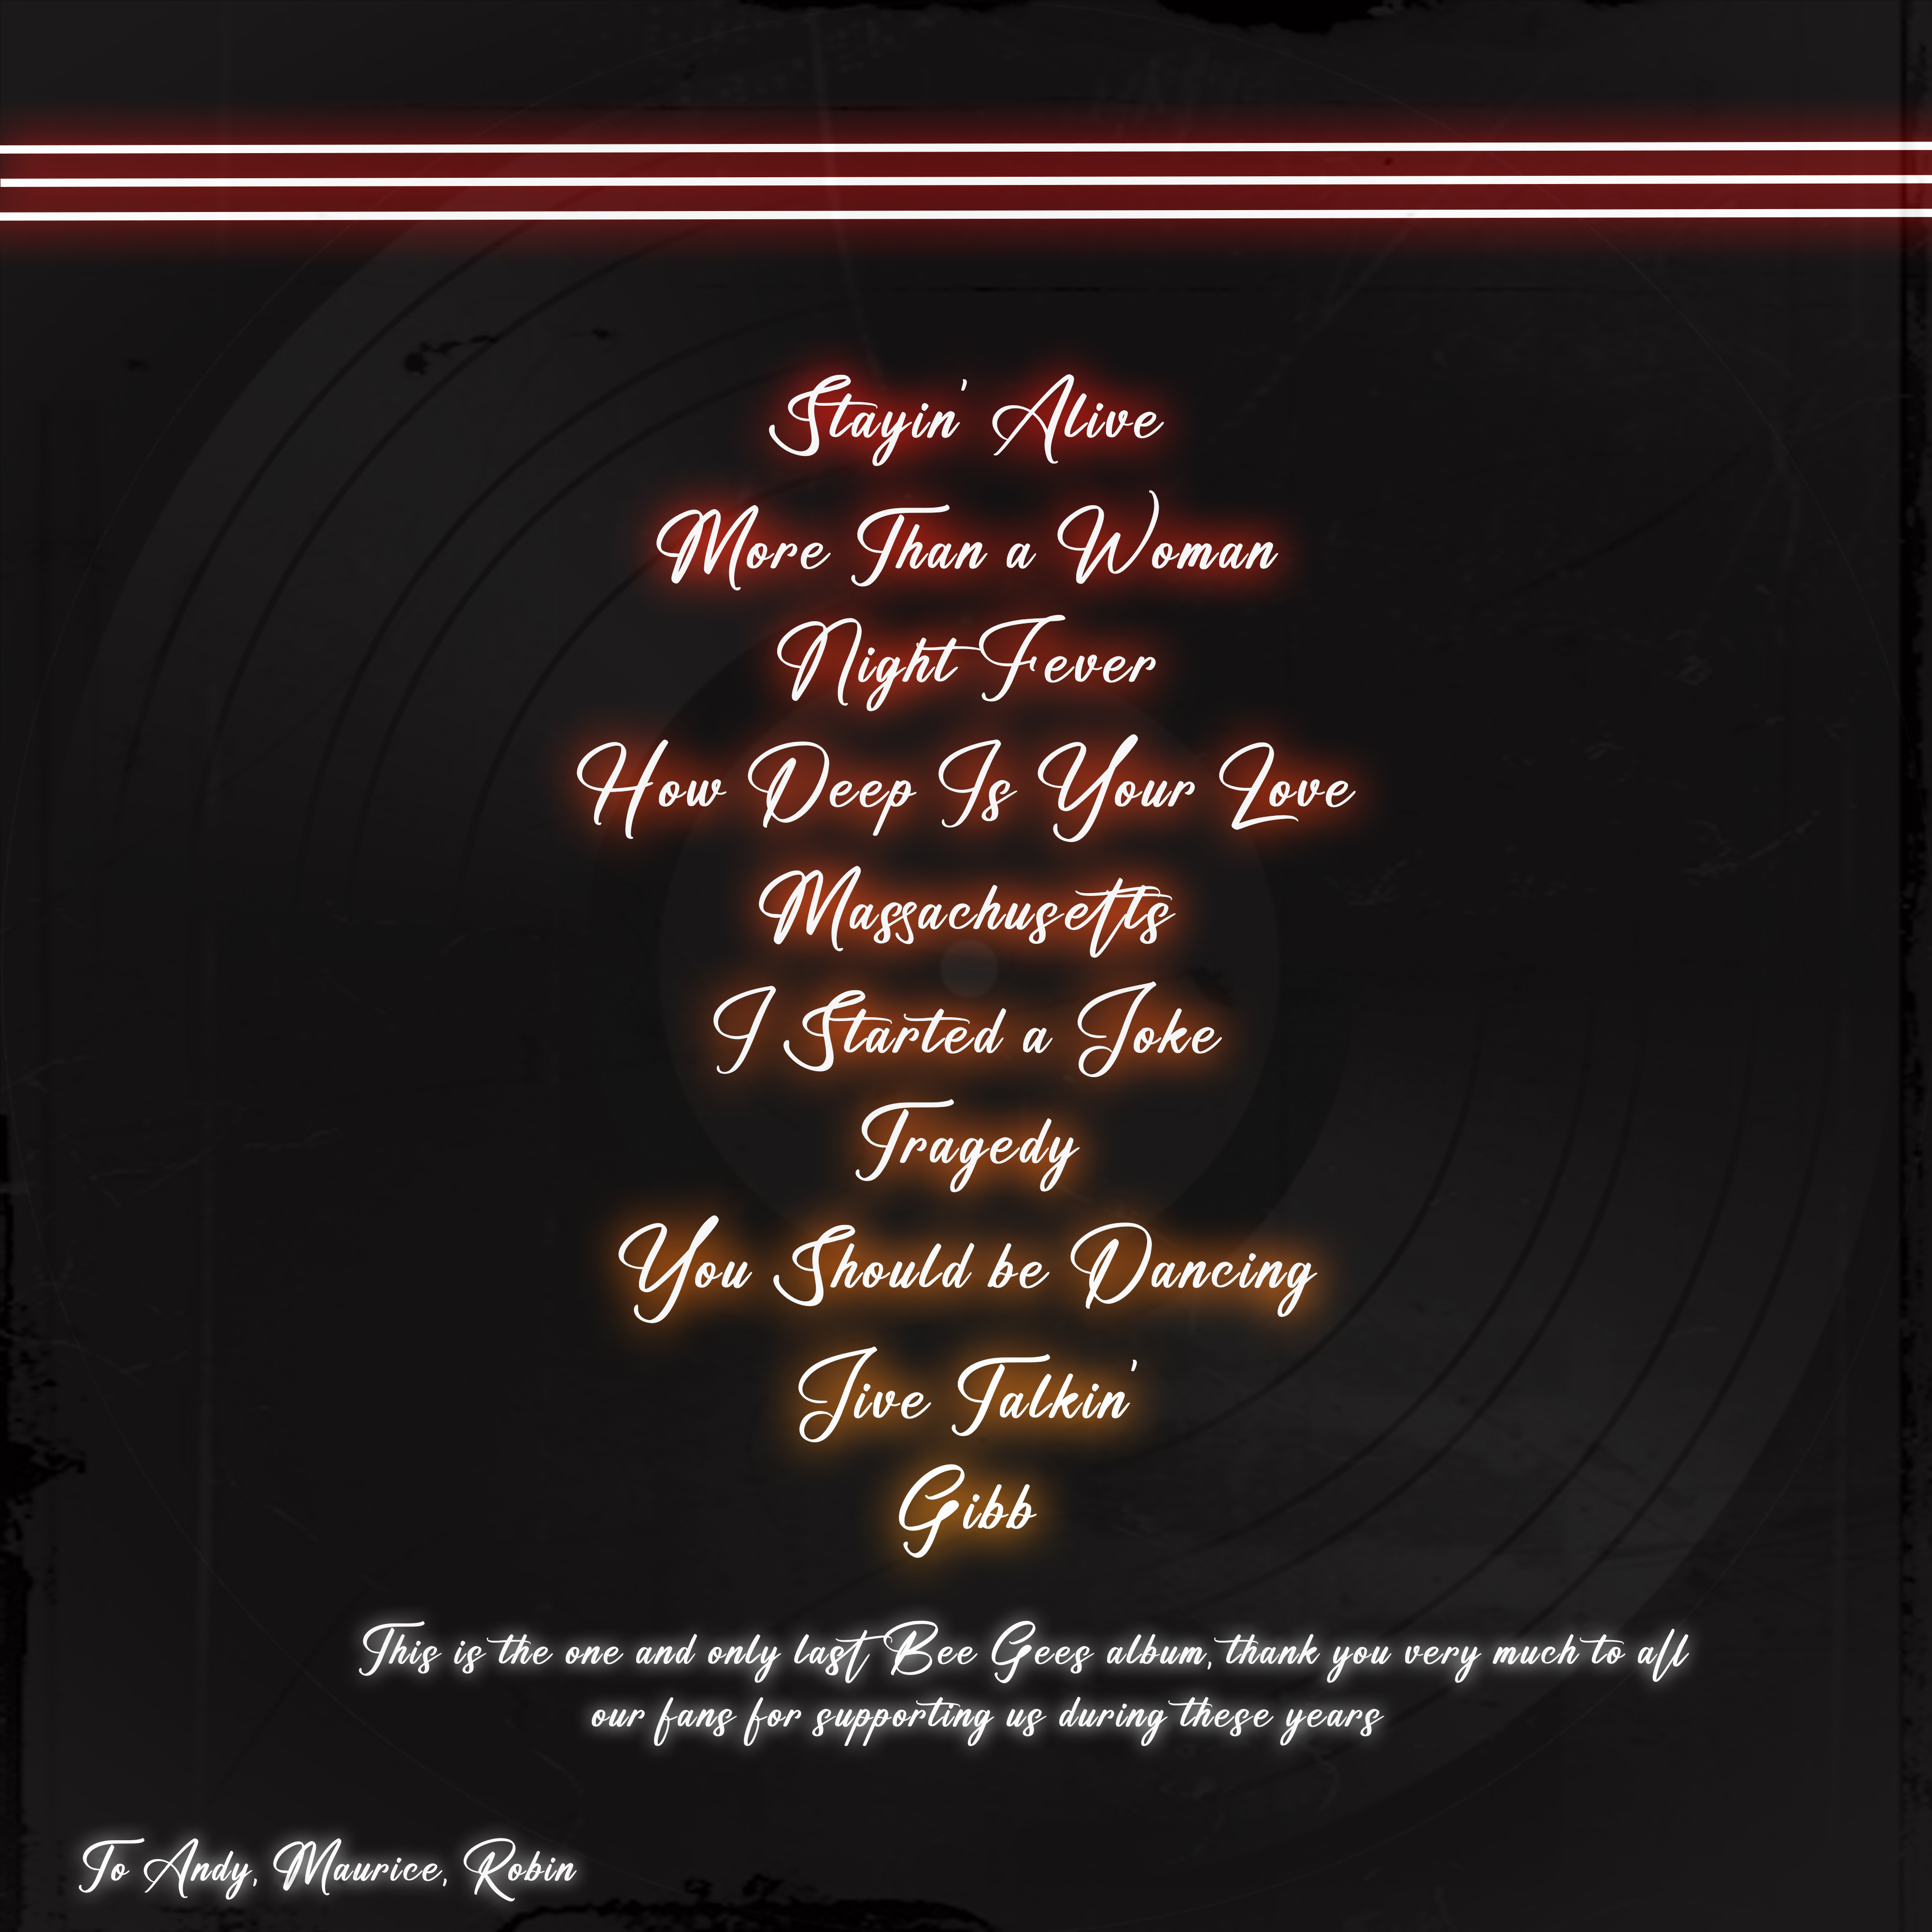 Stayin' Alive
More Than a Woman
Night Fever
How Deep Is Your Love
Massachusetts
I Started a Joke
Tragedy
You Should be Dancing
Jive Talkin'
Gibb
This is the one and only last Bee Gees album, thank you very much to all
our fans for supporting us during these years
To Andy, Maurice, Robin